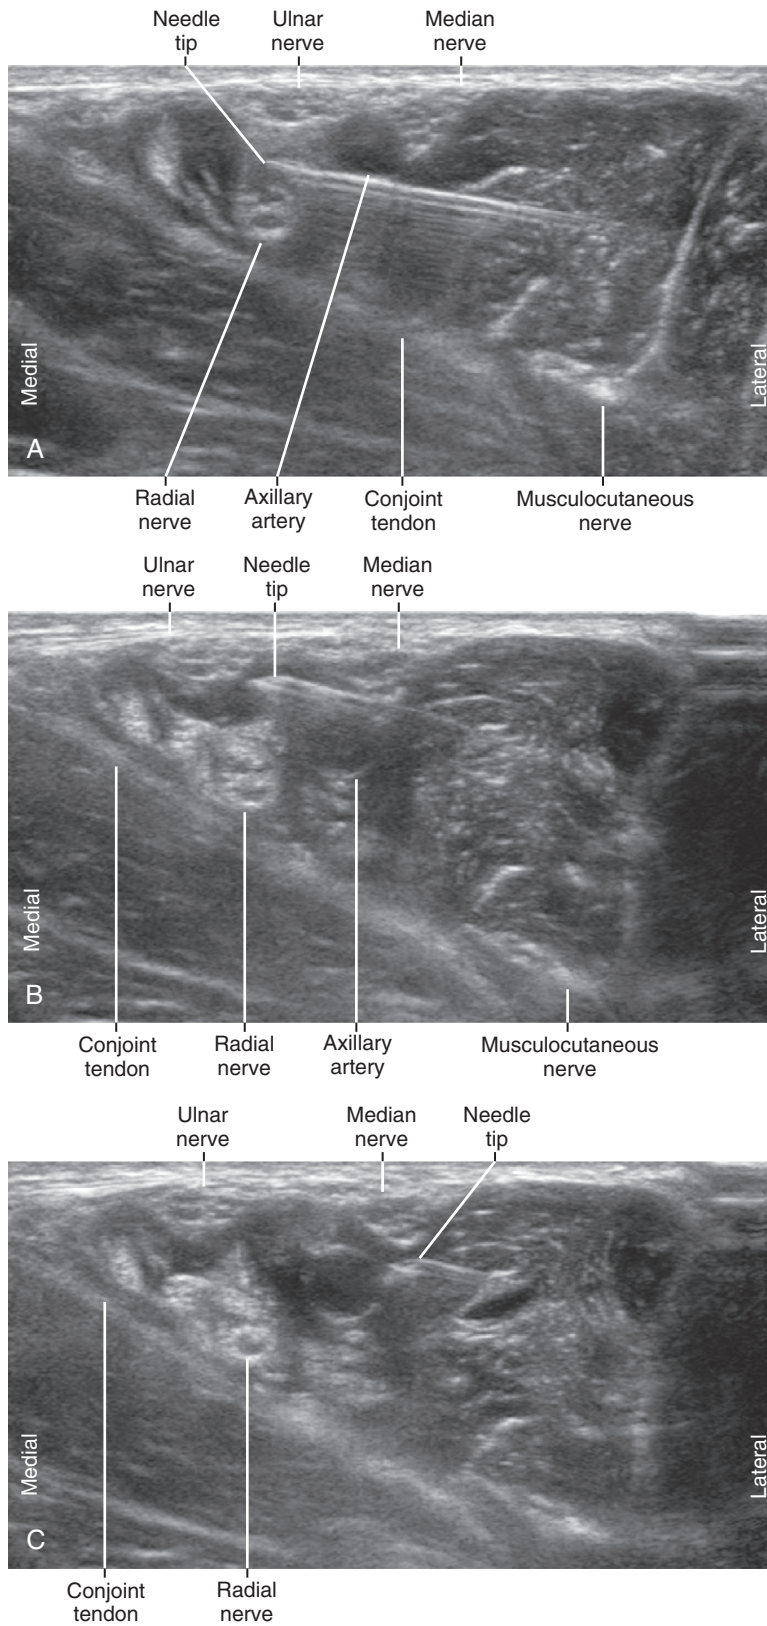 Needle
tip
Ulnar
nerve
Median
nerve
Medial
Lateral
A
Radial
nerve
Axillary
artery
Conjoint
tendon
Musculocutaneous
nerve
Ulnar
nerve
Needle
tip
Median
nerve
Medial
Lateral
B
Conjoint
tendon
Radial
nerve
Axillary
artery
Musculocutaneous
nerve
Ulnar
nerve
Median
nerve
Needle
tip
Medial
Lateral
C
Conjoint
tendon
Radial
nerve